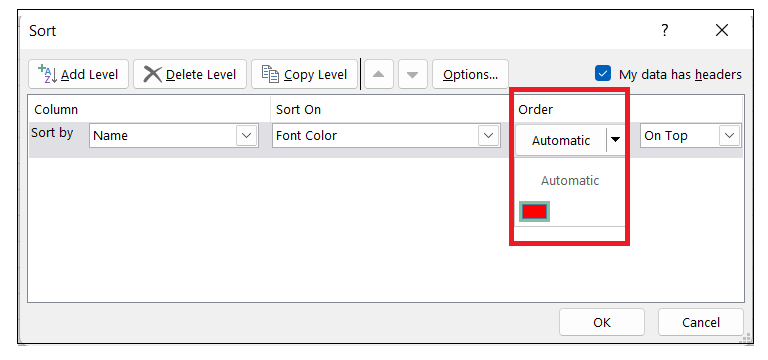 Sort ?
Add Level Delete Level Copy Level Options... My data has headers
Column Sort On Order
Sort by Name Font Color Automatic On Top
Automatic
OK Cancel